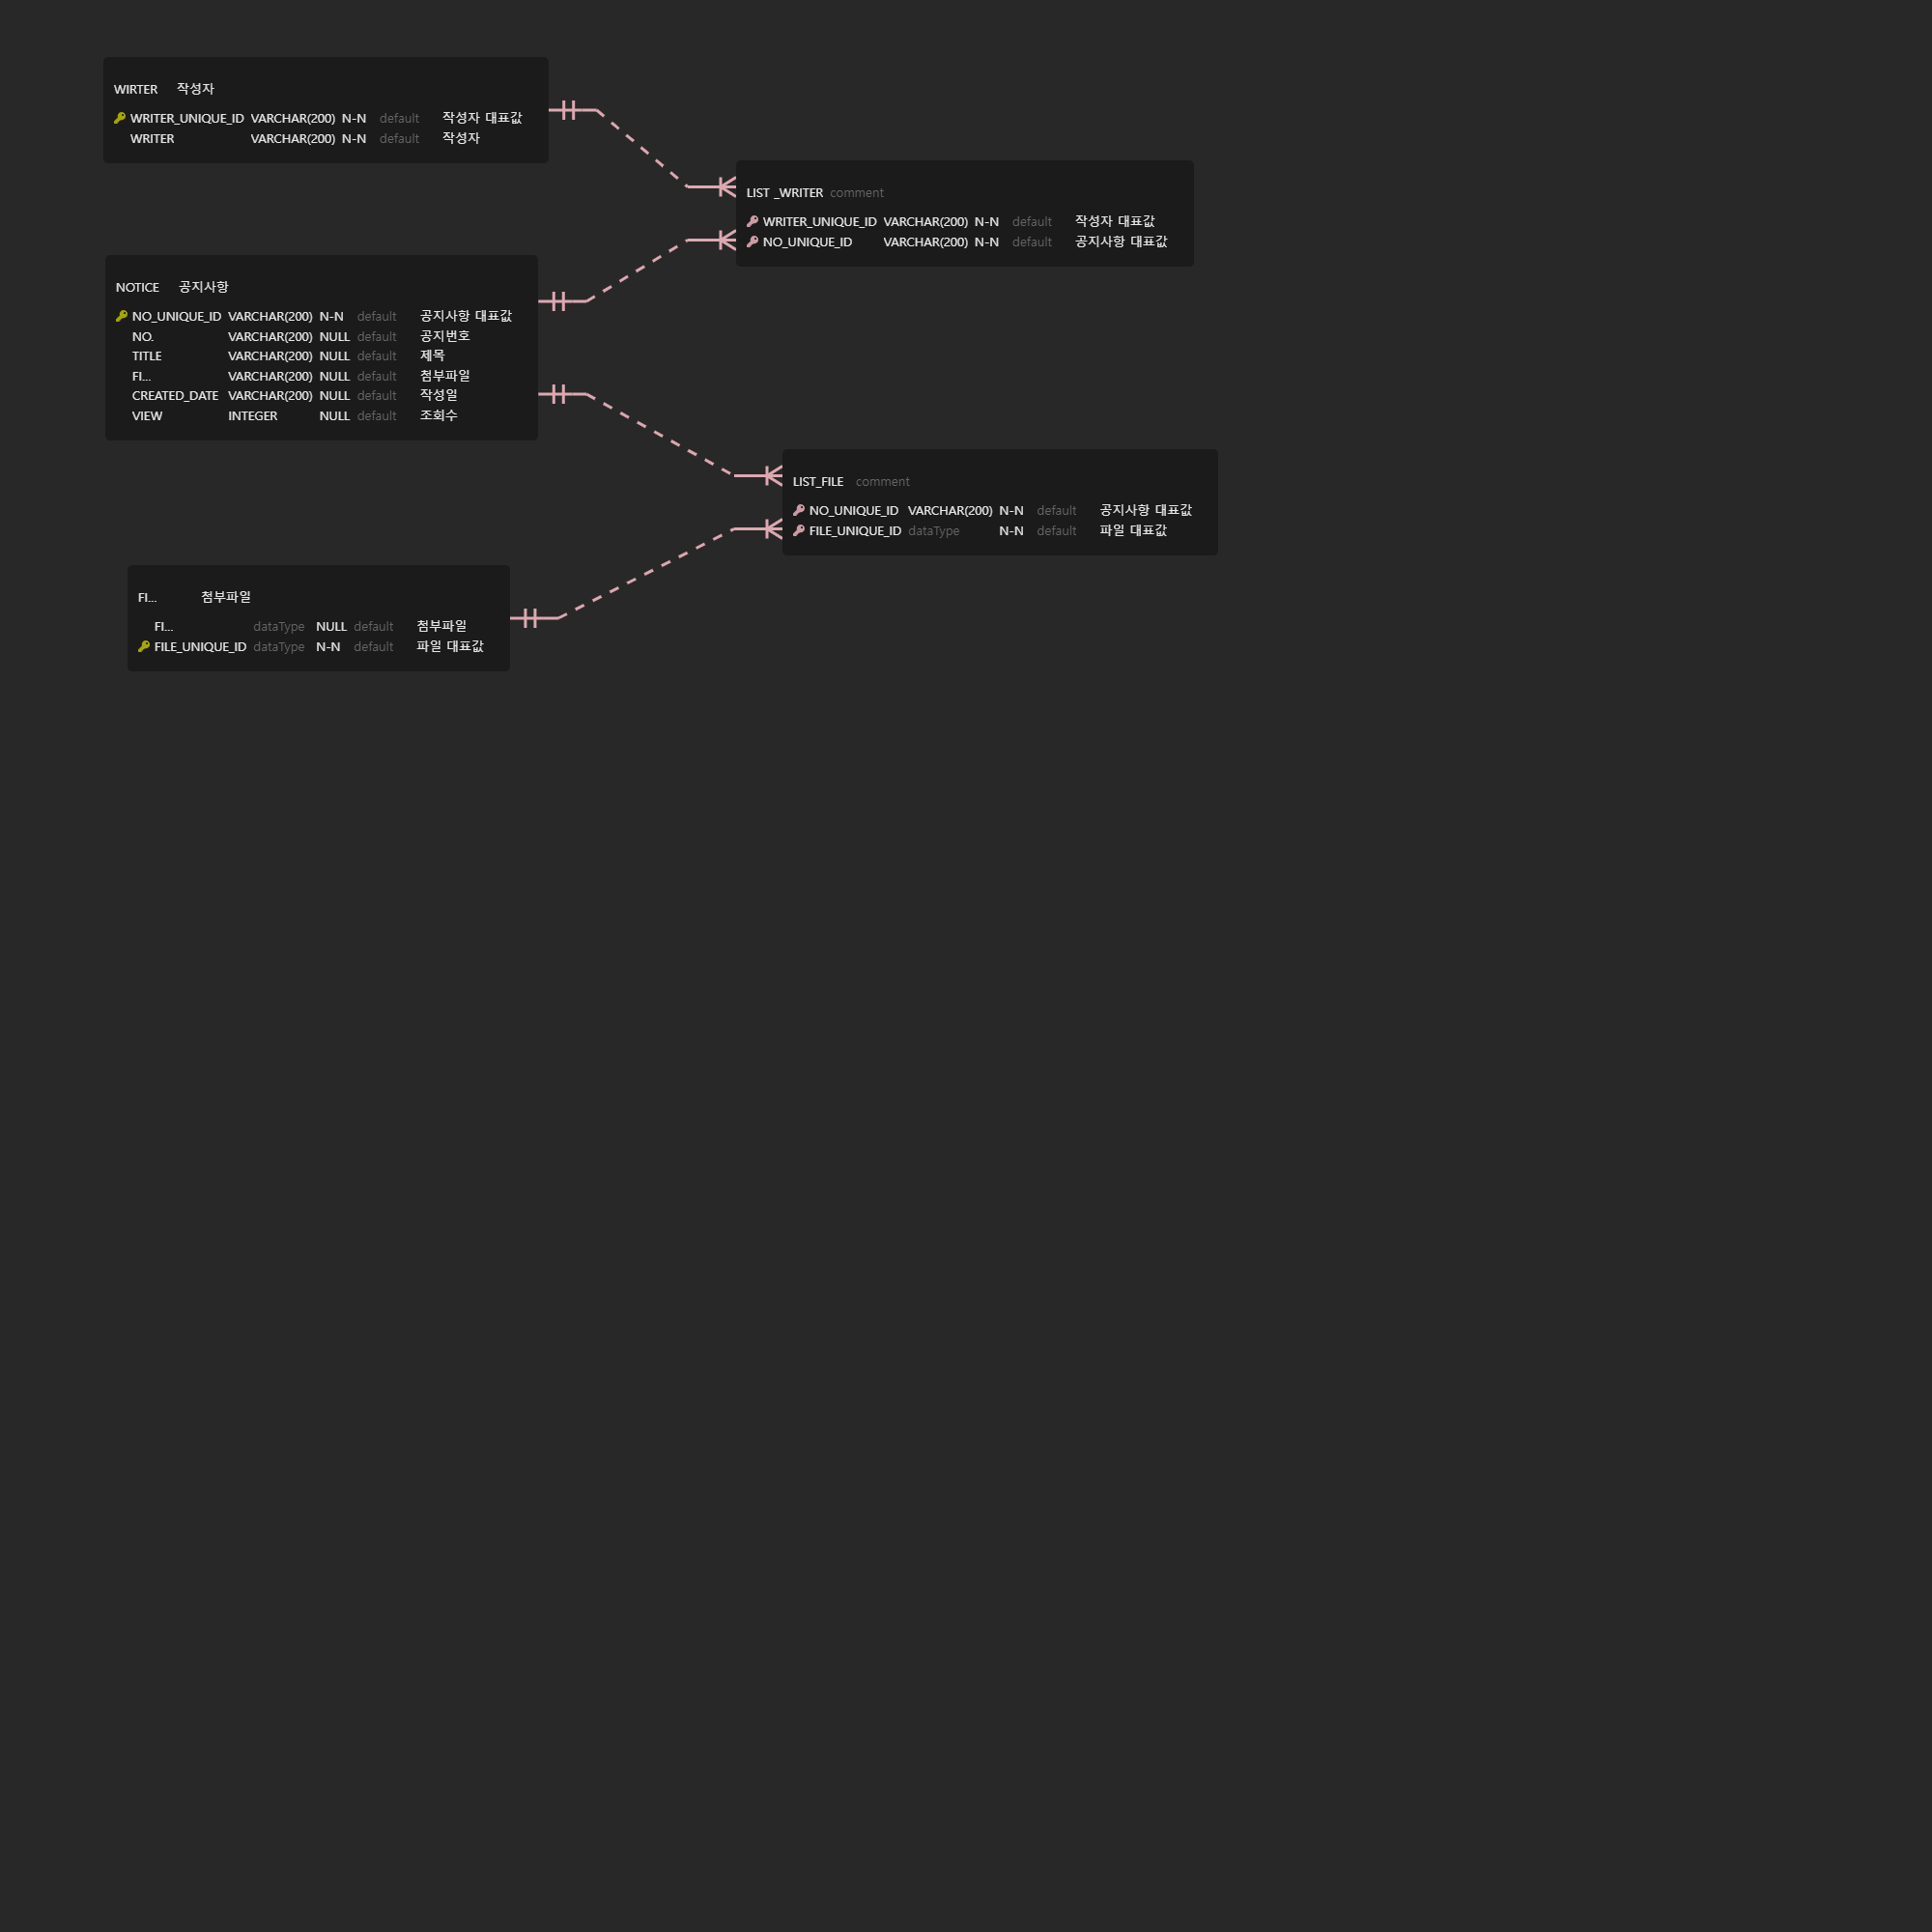 WIRTER 작성자
WRITER_UNIQUE_ID VARCHAR(200) N-N default 작성자 대표값
WRITER VARCHAR(200) N-N default 작성자
LIST _WRITER comment
WRITER_UNIQUE_ID VARCHAR(200) N-N default 작성자 대표값
NO_UNIQUE_ID VARCHAR(200) N-N default 공지사항 대표값
NOTICE 공지사항
NO_UNIQUE_ID VARCHAR(200) N-N default 공지사항 대표값
NO. VARCHAR(200) NULL default 공지번호
TITLE VARCHAR(200) NULL default 제목
FI... VARCHAR(200) NULL default 첨부파일
CREATED_DATE VARCHAR(200) NULL default 작성일
VIEW INTEGER NULL default 조회수
LIST_FILE comment
NO_UNIQUE_ID VARCHAR(200) N-N default 공지사항 대표값
FILE_UNIQUE_ID dataType N-N default 파일 대표값
FI... 첨부파일
FI... dataType NULL default 첨부파일
FILE_UNIQUE_ID dataType N-N default 파일 대표값